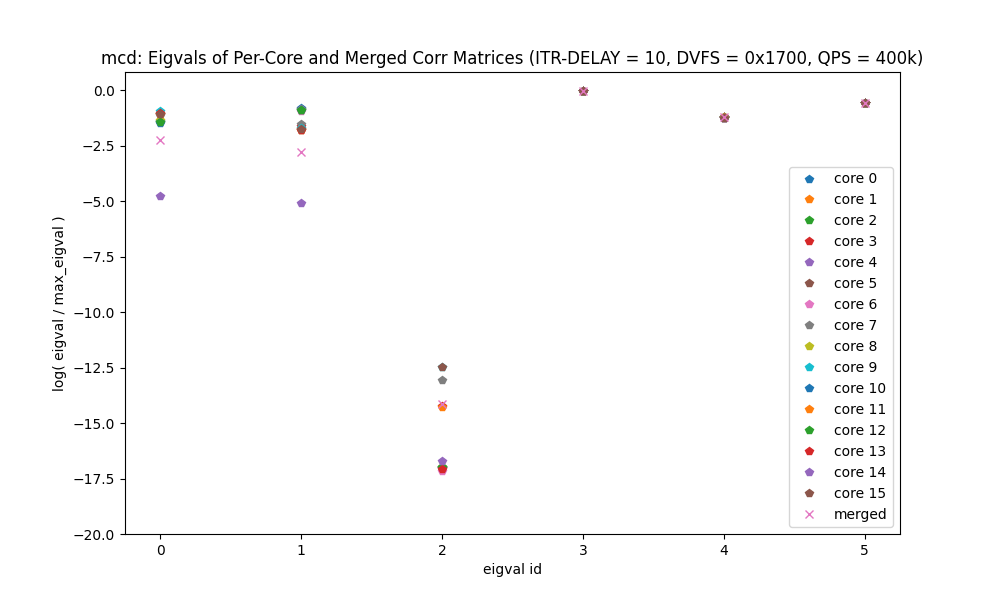 mcd: Eigvals of Per-Core and Merged Corr Matrices (ITR-DELAY = 10, DVFS = 0x1700, QPS = 400k)
log( eigval / max_eigval )
0.0
−2.5
−5.0
−7.5
−10.0
−12.5
−15.0
−17.5
−20.0
core 0
core 1
core 2
core 3
core 4
core 5
core 6
core 7
core 8
core 9
core 10
core 11
core 12
core 13
core 14
core 15
merged
0 1 2 3 4 5
eigval id